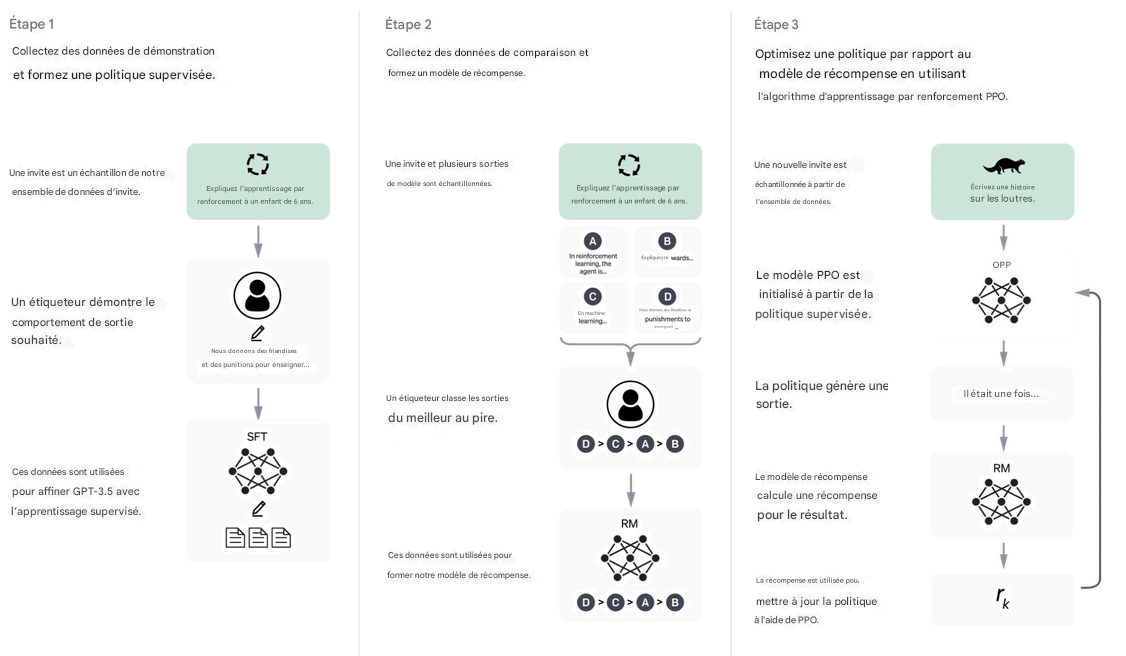 Étape 1
Collectez des données de démonstration
et formez une politique supervisée.
Une invite est un échantillon de notre
ensemble de données d'invite.
Expliquez l'apprentissage par
renforcement à un enfant de 6 ans.
Un étiqueteur démontre le
comportement de sortie
souhaité.
Nous donnons des friandises
et des punitions pour enseigner...
Ces données sont utilisées
pour affiner GPT-3.5 avec
l'apprentissage supervisé.
SFT
Étape 2
Collectez des données de comparaison et
formez un modèle de récompense.
Une invite et plusieurs sorties
de modèle sont échantillonnées.
Expliquez l'apprentissage par
renforcement à un enfant de 6 ans.
A
In reinforcement
learning, the
agent is...
B
Expliquez re wards...
C
En machine
learning...
D
Nous donnons des friandises et
punishments to
Un étiqueteur classe les sorties
du meilleur au pire.
D > C > A > B
Ces données sont utilisées pour
former notre modèle de récompense.
RM
D > C > A > B
Étape 3
Optimisez une politique par rapport au
modèle de récompense en utilisant
l'algorithme d'apprentissage par renforcement PPO.
Une nouvelle invite est
échantillonnée à partir de
l'ensemble de données.
Écrivez une histoire
sur les loutres.
Le modèle PPO est
initialisé à partir de la
politique supervisée.
OPP
La politique génère une
sortie.
Il était une fois...
Le modèle de récompense
calcule une récompense
pour le résultat.
RM
La récompense est utilisée pour
mettre à jour la politique
à l'aide de PPO.
rk